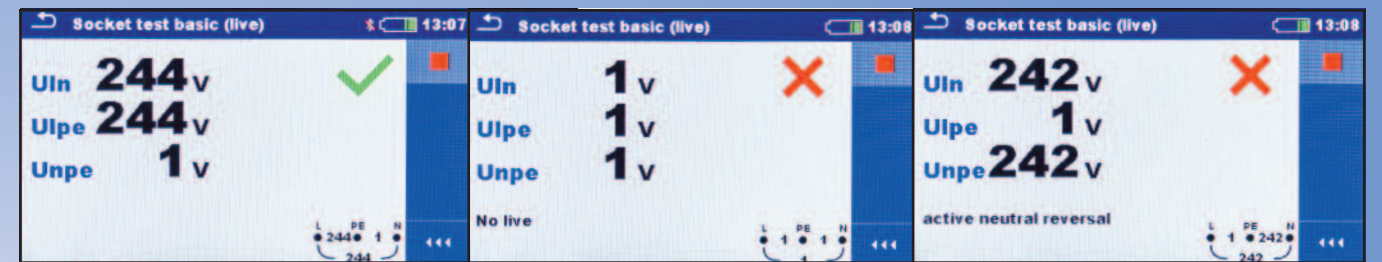 Socket test basic (live) 13:07
Uln 244 V
Ulpe 244 V
Unpe 1 V
L PE N
244 1
244
Socket test basic (live) 13:08
Uln 1 V
Ulpe 1 V
Unpe 1 V
No live
L PE N
1 1
1
Socket test basic (live) 13:08
Uln 242 V
Ulpe 1 V
Unpe 242 V
active neutral reversal
L PE N
1 242
242